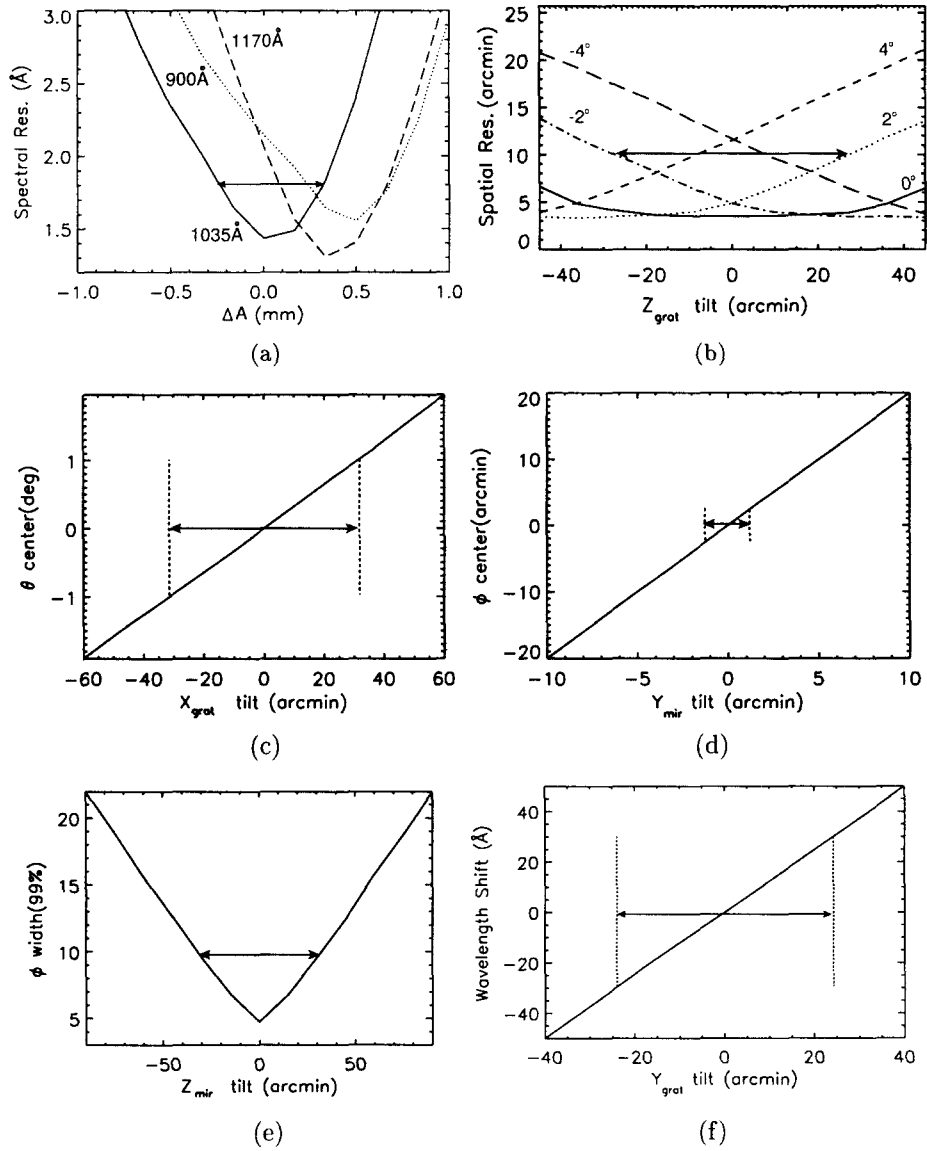 3.0
2.5
2.0
1.5
Spectral Res. (Å)
1170Å
900Å
1035Å
-1.0 -0.5 0.0 0.5 1.0
ΔA (mm)
(a)
25
20
15
10
5
0
Spatial Res. (arcmin)
-4°
4°
-2°
2°
0°
-40 -20 0 20 40
Z_grat tilt (arcmin)
(b)
1
0
-1
θ center(deg)
-60 -40 -20 0 20 40 60
X_grat tilt (arcmin)
(c)
20
10
0
-10
-20
φ center(arcmin)
-10 -5 0 5 10
Y_mir tilt (arcmin)
(d)
20
15
10
5
φ width(99%)
-50 0 50
Z_mir tilt (arcmin)
(e)
40
20
0
-20
-40
Wavelength Shift (Å)
-40 -20 0 20 40
Y_grat tilt (arcmin)
(f)